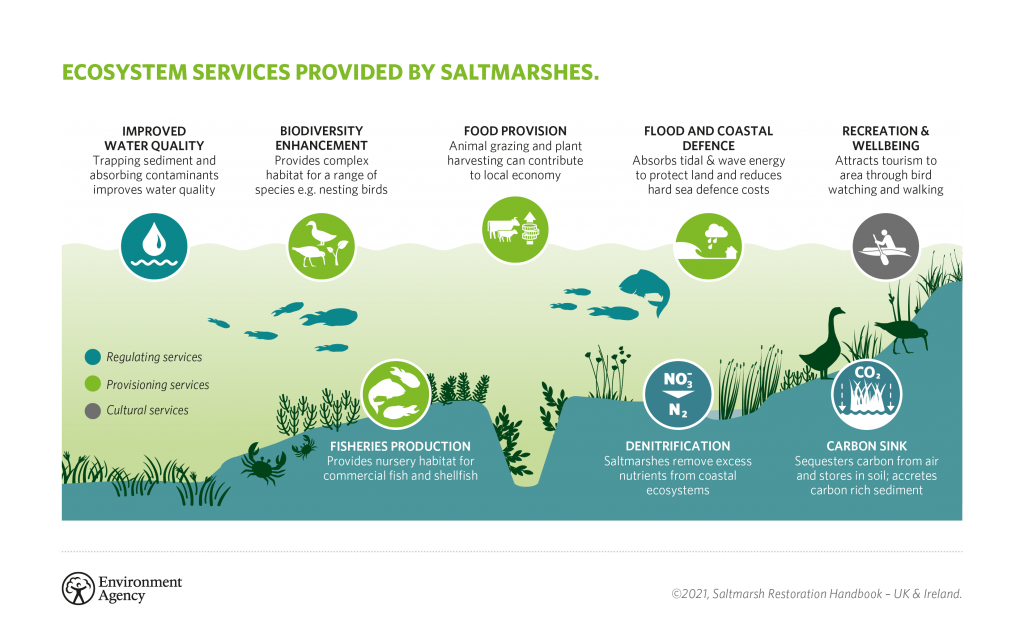 ECOSYSTEM SERVICES PROVIDED BY SALTMARSHES.
IMPROVED
WATER QUALITY
Trapping sediment and
absorbing contaminants
improves water quality
BIODIVERSITY
ENHANCEMENT
Provides complex
habitat for a range of
species e.g. nesting birds
FOOD PROVISION
Animal grazing and plant
harvesting can contribute
to local economy
FLOOD AND COASTAL
DEFENCE
Absorbs tidal & wave energy
to protect land and reduces
hard sea defence costs
RECREATION &
WELLBEING
Attracts tourism to
area through bird
watching and walking
Regulating services
Provisioning services
Cultural services
FISHERIES PRODUCTION
Provides nursery habitat for
commercial fish and shellfish
NO₃⁻
N₂
DENITRIFICATION
Saltmarshes remove excess
nutrients from coastal
ecosystems
CO₂
CARBON SINK
Sequesters carbon from air
and stores in soil; accretes
carbon rich sediment
Environment
Agency
©2021, Saltmarsh Restoration Handbook – UK & Ireland.